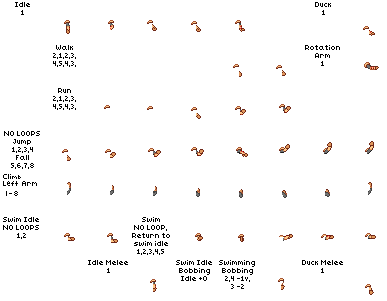 Idle
1
Duck
1
Walk
2,1,2,3,
4,5,4,3,
Rotation
Arm
1
Run
2,1,2,3,
4,5,4,3,
NO LOOPS
Jump
1,2,3,4
Fall
5,6,7,8
Climb
Left Arm
1-8
Swim Idle
NO LOOPS
1,2
Swim
NO LOOP,
Return to
swim idle
1,2,3,4,5
Idle Melee
1
Swim Idle
Bobbing
Idle +0
Swimming
Bobbing
2,4 -1v,
3 -2
Duck Melee
1